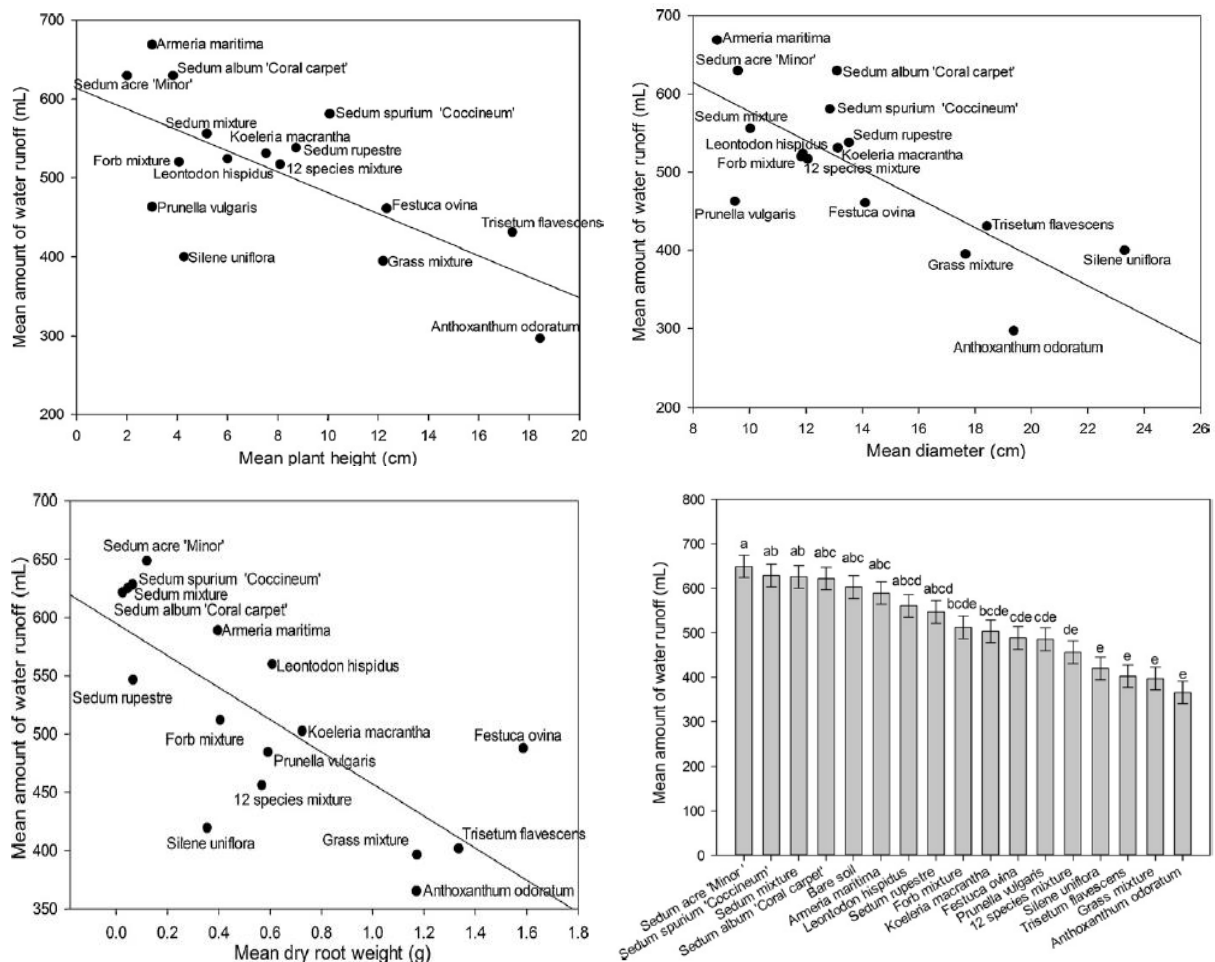 700
600
500
400
300
200
Mean amount of water runoff (mL)
Armeria maritima
Sedum album 'Coral carpet'
Sedum acre 'Minor'
Sedum spurium 'Coccineum'
Sedum mixture
Koeleria macrantha
Sedum rupestre
Forb mixture
12 species mixture
Leontodon hispidus
Prunella vulgaris
Festuca ovina
Trisetum flavescens
Silene uniflora
Grass mixture
Anthoxanthum odoratum
0 2 4 6 8 10 12 14 16 18 20
Mean plant height (cm)
700
600
500
400
300
200
Mean amount of water runoff (mL)
Armeria maritima
Sedum acre 'Minor'
Sedum album 'Coral carpet'
Sedum spurium 'Coccineum'
Sedum mixture
Sedum rupestre
Leontodon hispidus
Koeleria macrantha
Forb mixture
12 species mixture
Prunella vulgaris
Festuca ovina
Trisetum flavescens
Grass mixture
Silene uniflora
Anthoxanthum odoratum
8 10 12 14 16 18 20 22 24 26
Mean diameter (cm)
700
650
600
550
500
450
400
350
Mean amount of water runoff (mL)
Sedum acre 'Minor'
Sedum spurium 'Coccineum'
Sedum mixture
Sedum album 'Coral carpet'
Armeria maritima
Leontodon hispidus
Sedum rupestre
Forb mixture
Koeleria macrantha
Festuca ovina
Prunella vulgaris
12 species mixture
Silene uniflora
Grass mixture
Trisetum flavescens
Anthoxanthum odoratum
0.0 0.2 0.4 0.6 0.8 1.0 1.2 1.4 1.6 1.8
Mean dry root weight (g)
800
700
600
500
400
300
200
100
0
Mean amount of water runoff (mL)
a ab ab abc abc abc abcd abcd bcde bcde cde cde de e e e e
Sedum acre 'Minor'
Sedum spurium 'Coccineum'
Sedum mixture
Sedum album 'Coral carpet'
Bare soil
Armeria maritima
Leontodon hispidus
Sedum rupestre
Forb mixture
Koeleria macrantha
Festuca ovina
Prunella vulgaris
12 species mixture
Silene uniflora
Trisetum flavescens
Grass mixture
Anthoxanthum odoratum